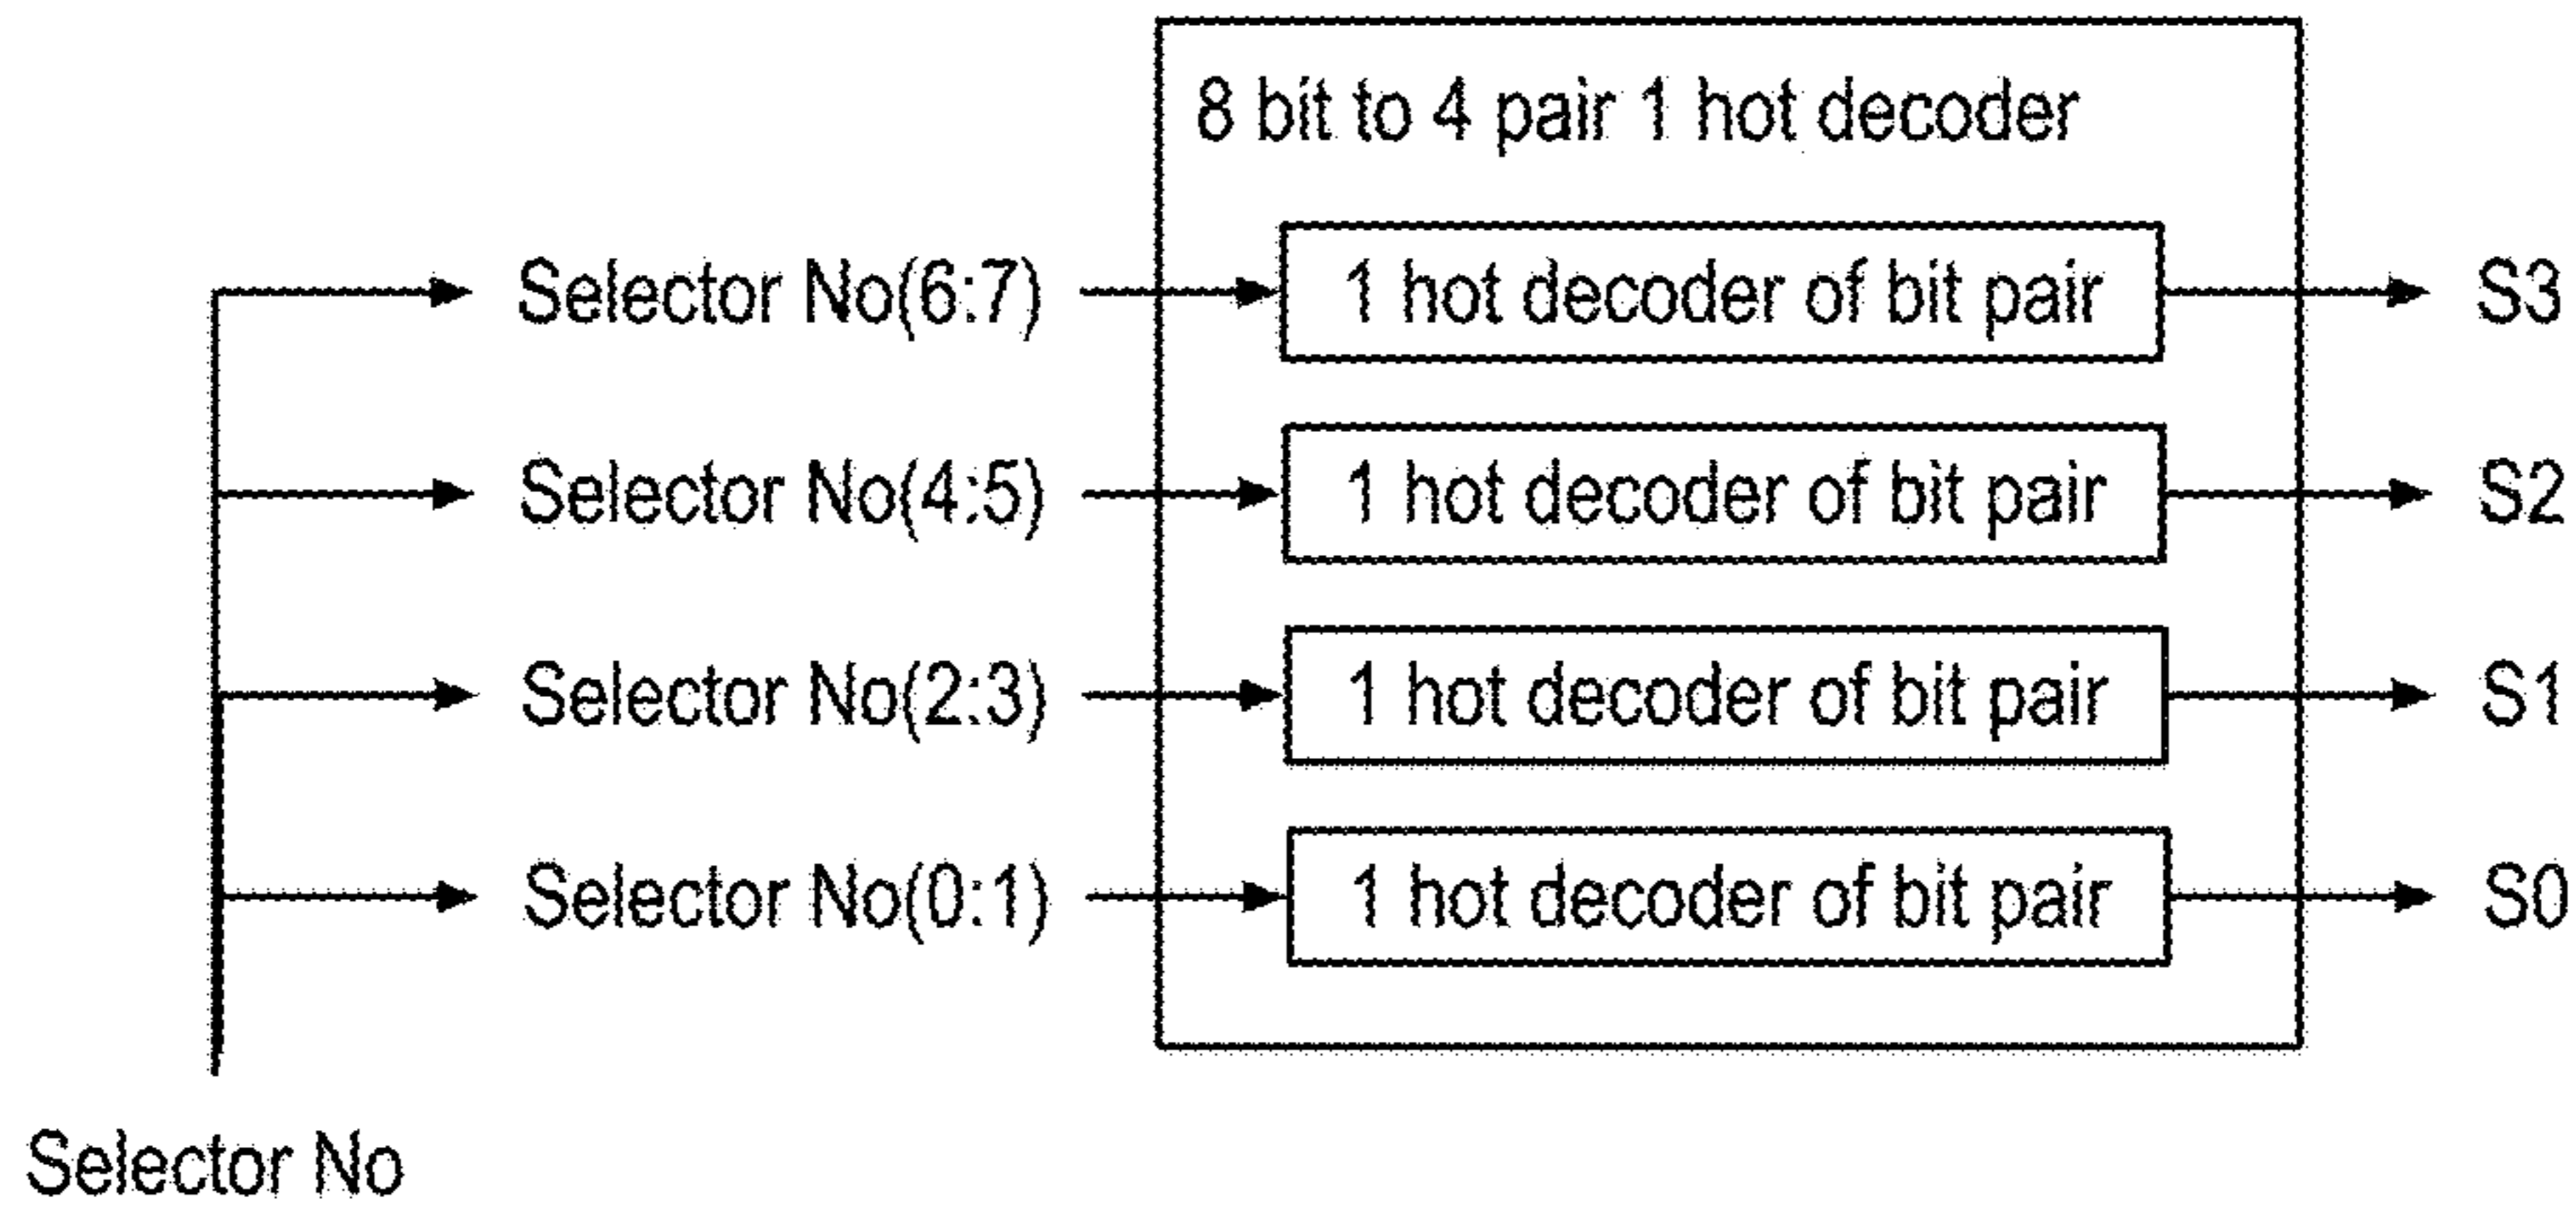 8 bit to 4 pair 1 hot decoder
Selector No(6:7) 1 hot decoder of bit pair S3
Selector No(4:5) 1 hot decoder of bit pair S2
Selector No(2:3) 1 hot decoder of bit pair S1
Selector No(0:1) 1 hot decoder of bit pair S0
Selector No